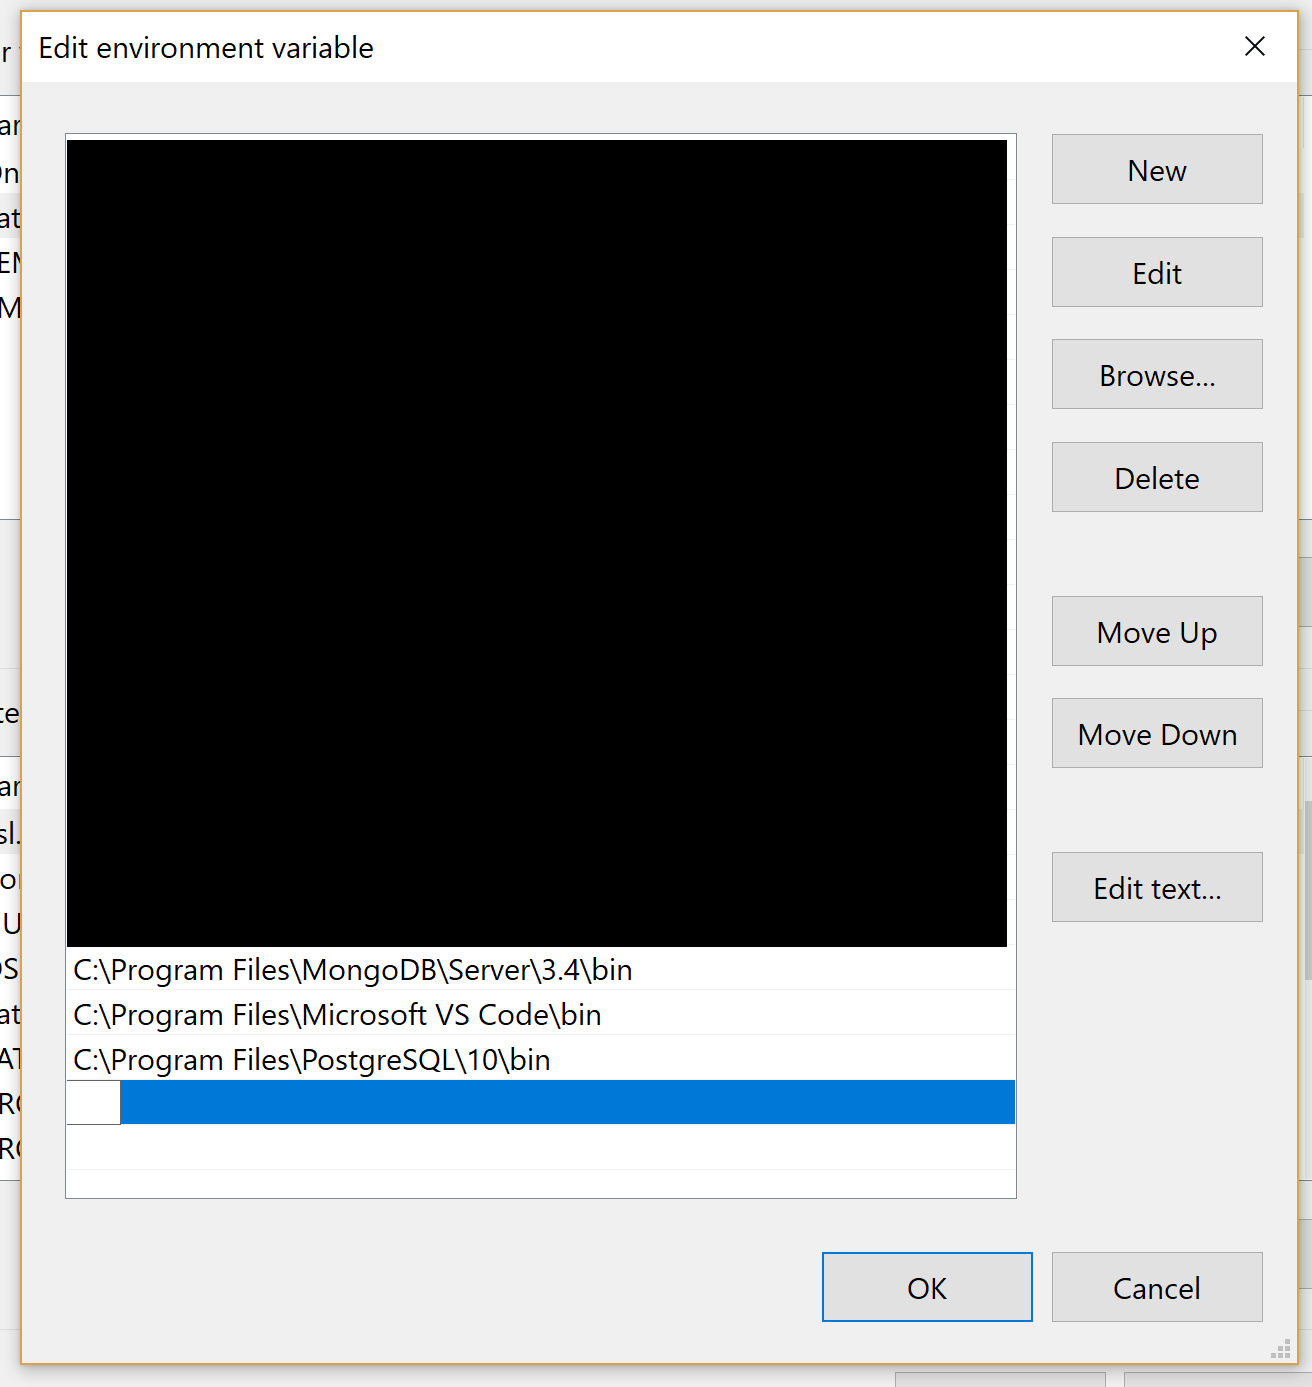 Edit environment variable
New
Edit
Browse...
Delete
Move Up
Move Down
Edit text...
C:\Program Files\MongoDB\Server\3.4\bin
C:\Program Files\Microsoft VS Code\bin
C:\Program Files\PostgreSQL\10\bin
OK
Cancel